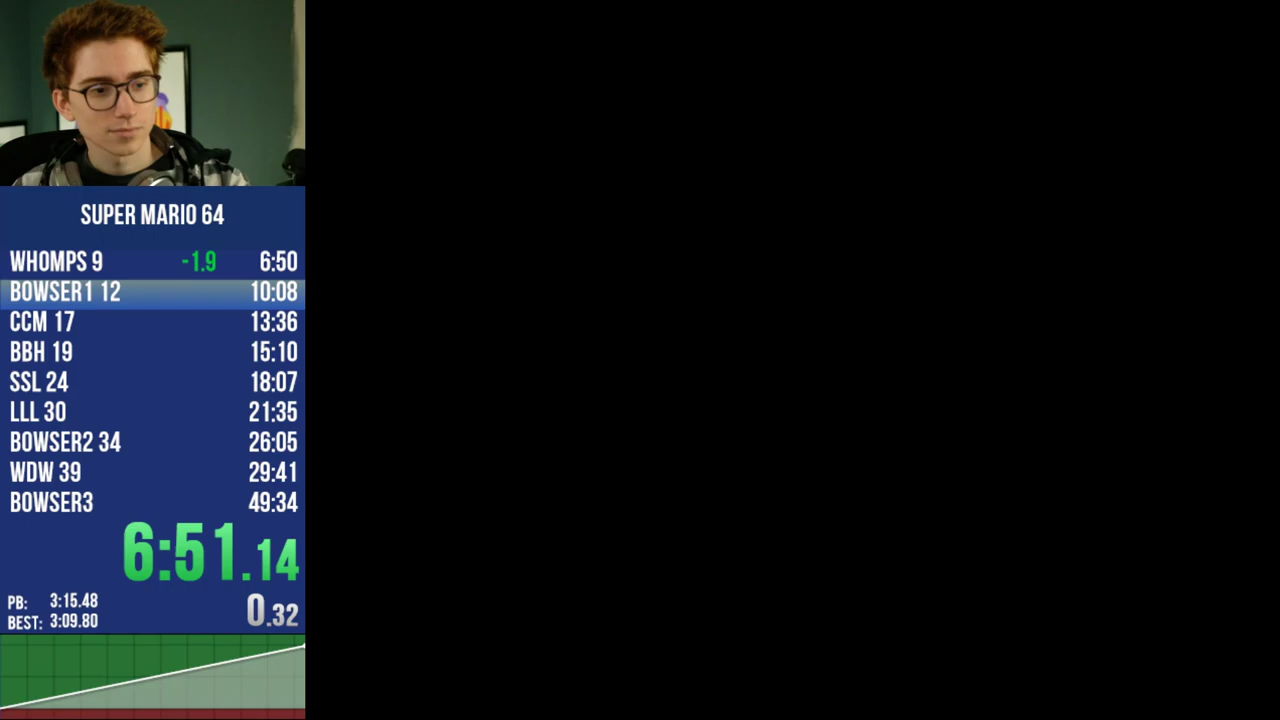 SUPER MARIO 64
WHOMPS 9 -1.9 6:50
BOWSER1 12 10:08
CCM 17 13:36
BBH 19 15:10
SSL 24 18:07
LLL 30 21:35
BOWSER2 34 26:05
WDW 39 29:41
BOWSER3 49:34
6:51.14
PB: 3:15.48 0.32
BEST: 3:09.80